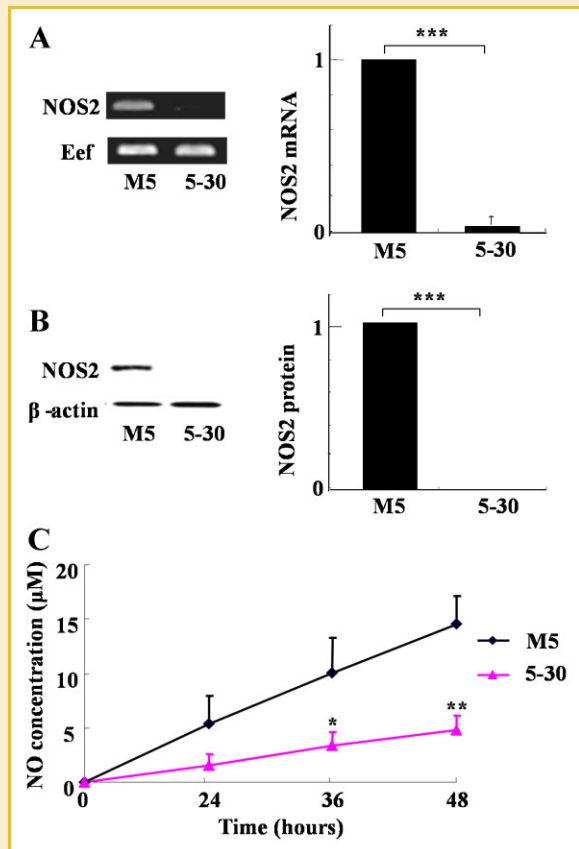 A
NOS2
Eef
M5 5-30
NOS2 mRNA
1
0
***
M5 5-30
B
NOS2
β -actin
M5 5-30
NOS2 protein
1
0
***
M5 5-30
C
NO concentration (μM)
20
15
10
5
0
* **
M5
5-30
0 24 36 48
Time (hours)